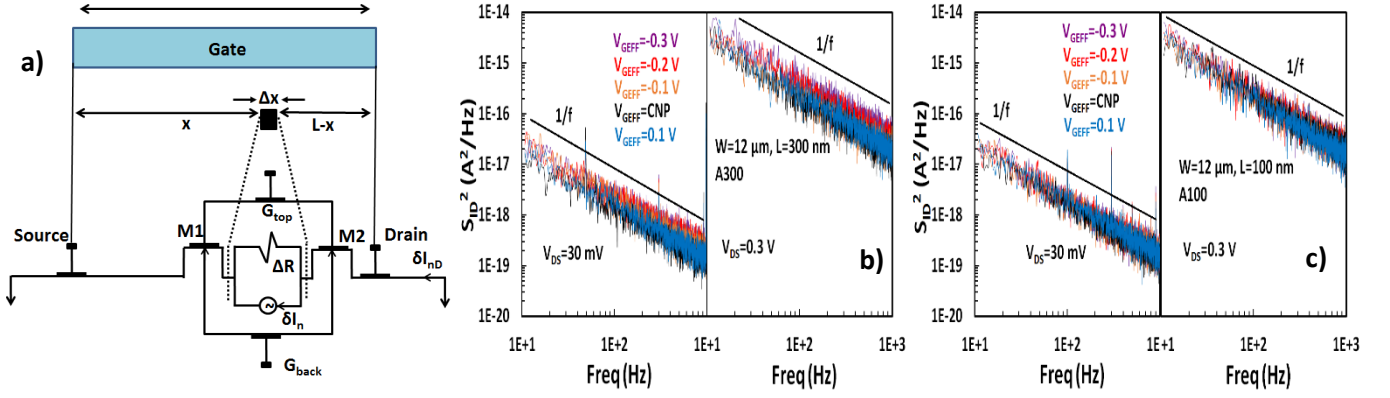 a)
Gate
Δx
x
L-x
G_top
Source
M1
M2
Drain
ΔR
δI_nD
δI_n
G_back
b)
S_ID² (A²/Hz)
1E-14
1E-15
1E-16
1E-17
1E-18
1E-19
1E-20
V_GEFF=-0.3 V
V_GEFF=-0.2 V
V_GEFF=-0.1 V
V_GEFF=CNP
V_GEFF=0.1 V
1/f
1/f
W=12 μm, L=300 nm
A300
V_DS=30 mV
V_DS=0.3 V
1E+1
1E+2
1E+1
1E+2
1E+3
Freq (Hz)
Freq (Hz)
c)
S_ID² (A²/Hz)
1E-14
1E-15
1E-16
1E-17
1E-18
1E-19
1E-20
V_GEFF=-0.3 V
V_GEFF=-0.2 V
V_GEFF=-0.1 V
V_GEFF=CNP
V_GEFF=0.1 V
1/f
1/f
W=12 μm, L=100 nm
A100
V_DS=30 mV
V_DS=0.3 V
1E+1
1E+2
1E+1
1E+2
1E+3
Freq (Hz)
Freq (Hz)